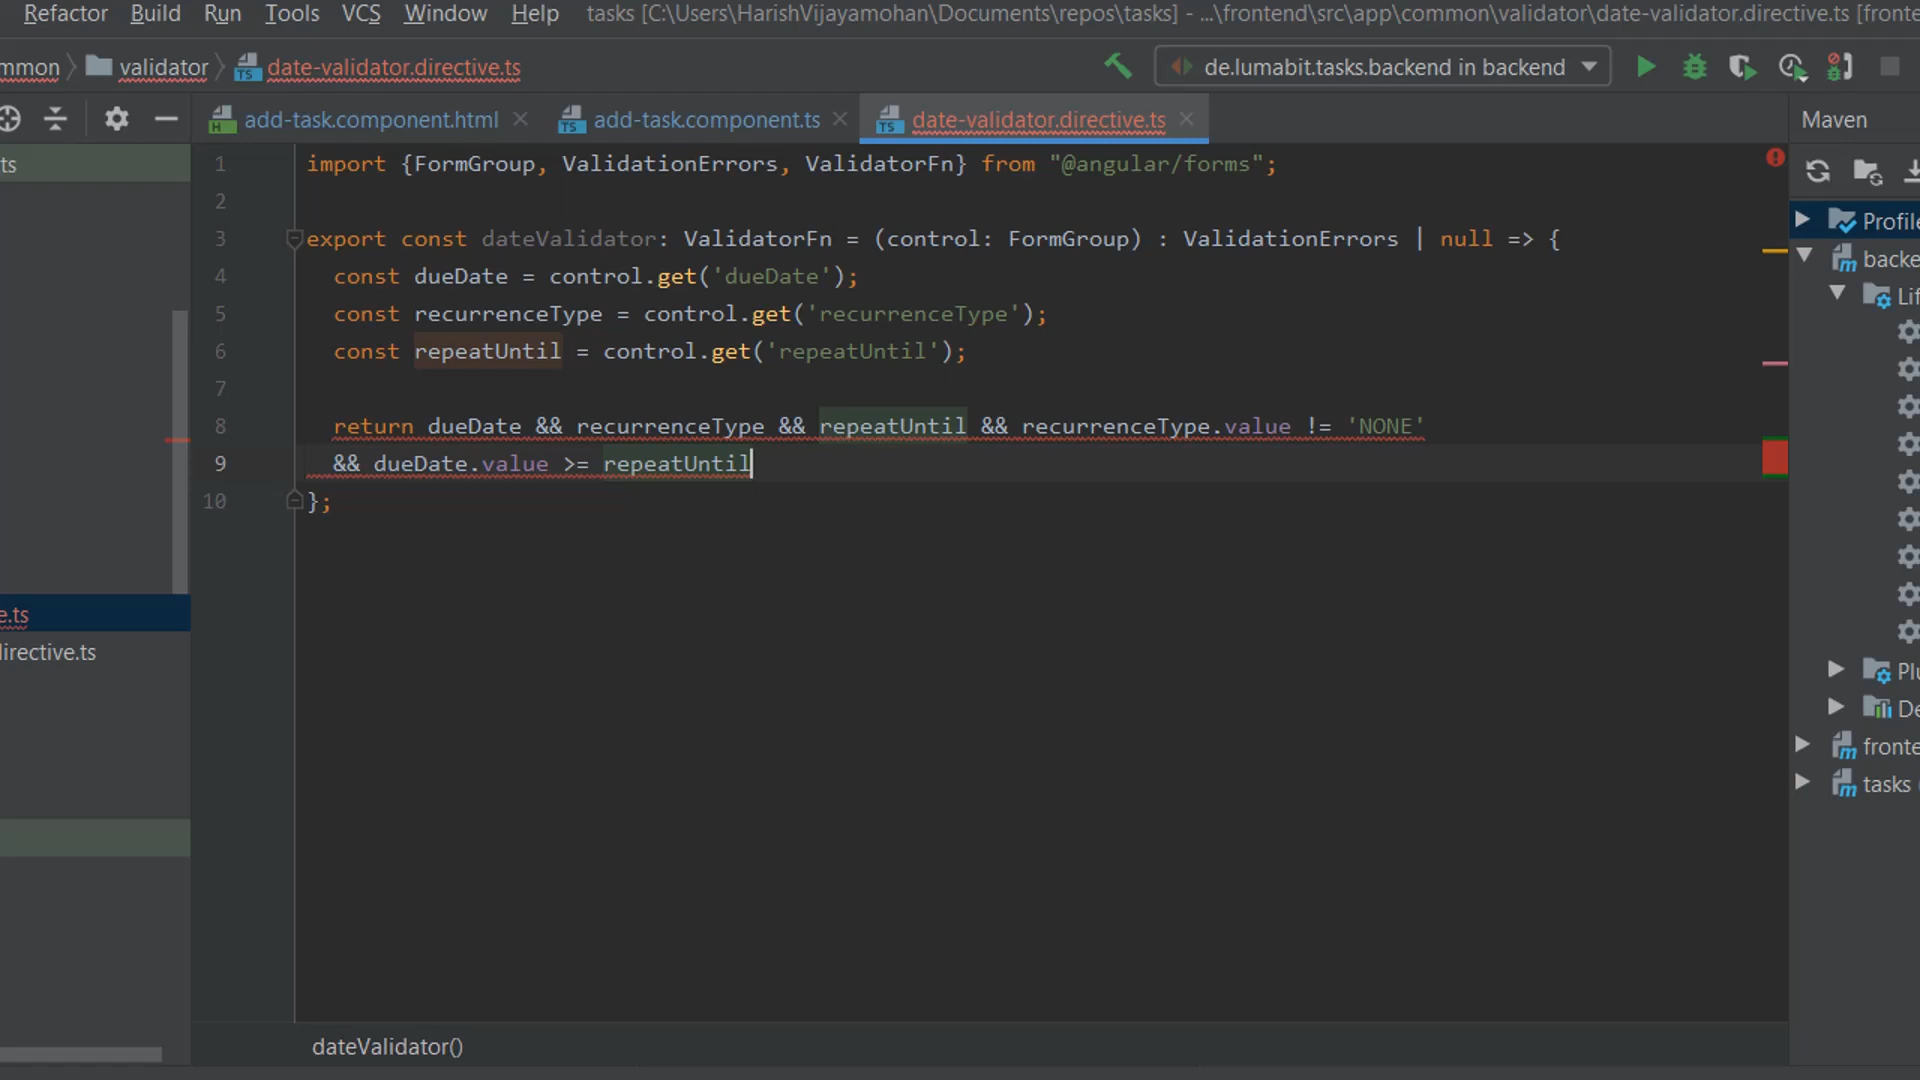 Refactor Build Run Tools VCS Window Help tasks [C:\Users\HarishVijayamohan\Documents\repos\tasks] - ...\frontend\src\app\common\validator\date-validator.directive.ts [fronte
mmon validator date-validator.directive.ts de.lumabit.tasks.backend in backend
add-task.component.html add-task.component.ts date-validator.directive.ts Maven
ts
e.ts
irective.ts
1 import {FormGroup, ValidationErrors, ValidatorFn} from "@angular/forms";
2
3 export const dateValidator: ValidatorFn = (control: FormGroup) : ValidationErrors | null => {
4 const dueDate = control.get('dueDate');
5 const recurrenceType = control.get('recurrenceType');
6 const repeatUntil = control.get('repeatUntil');
7
8 return dueDate && recurrenceType && repeatUntil && recurrenceType.value != 'NONE'
9 && dueDate.value >= repeatUntil
10 };
Profile
backe
Lif
Plu
De
fronte
tasks
dateValidator()